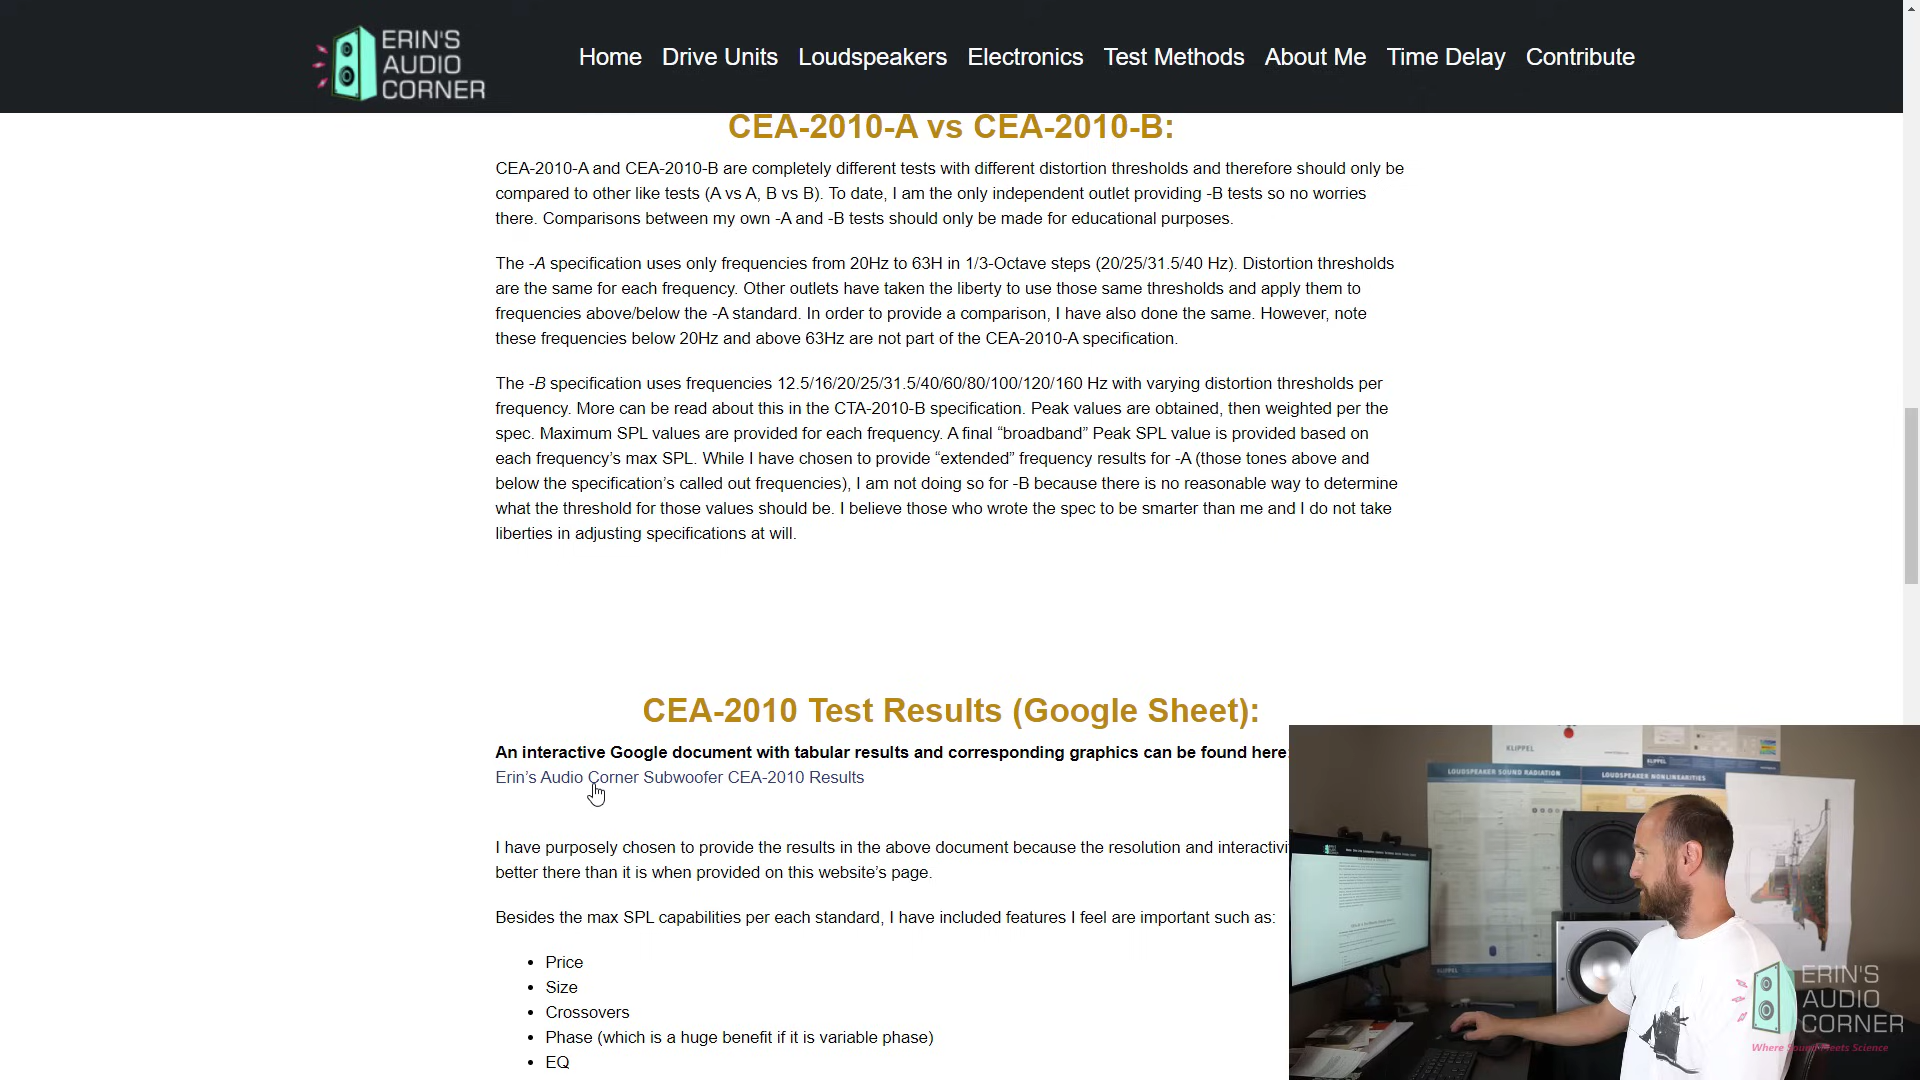 ERIN'S
AUDIO
CORNER
Home Drive Units Loudspeakers Electronics Test Methods About Me Time Delay Contribute
CEA-2010-A vs CEA-2010-B:
CEA-2010-A and CEA-2010-B are completely different tests with different distortion thresholds and therefore should only be
compared to other like tests (A vs A, B vs B). To date, I am the only independent outlet providing -B tests so no worries
there. Comparisons between my own -A and -B tests should only be made for educational purposes.
The -A specification uses only frequencies from 20Hz to 63H in 1/3-Octave steps (20/25/31.5/40 Hz). Distortion thresholds
are the same for each frequency. Other outlets have taken the liberty to use those same thresholds and apply them to
frequencies above/below the -A standard. In order to provide a comparison, I have also done the same. However, note
these frequencies below 20Hz and above 63Hz are not part of the CEA-2010-A specification.
The -B specification uses frequencies 12.5/16/20/25/31.5/40/60/80/100/120/160 Hz with varying distortion thresholds per
frequency. More can be read about this in the CTA-2010-B specification. Peak values are obtained, then weighted per the
spec. Maximum SPL values are provided for each frequency. A final “broadband” Peak SPL value is provided based on
each frequency’s max SPL. While I have chosen to provide “extended” frequency results for -A (those tones above and
below the specification’s called out frequencies), I am not doing so for -B because there is no reasonable way to determine
what the threshold for those values should be. I believe those who wrote the spec to be smarter than me and I do not take
liberties in adjusting specifications at will.
CEA-2010 Test Results (Google Sheet):
An interactive Google document with tabular results and corresponding graphics can be found here:
Erin’s Audio Corner Subwoofer CEA-2010 Results
I have purposely chosen to provide the results in the above document because the resolution and interactivi
better there than it is when provided on this website’s page.
Besides the max SPL capabilities per each standard, I have included features I feel are important such as:
• Price
• Size
• Crossovers
• Phase (which is a huge benefit if it is variable phase)
• EQ
KLIPPEL
KLIPPEL
LOUDSPEAKER SOUND RADIATION
LOUDSPEAKER NONLINEARITIES
KLIPPEL
ERIN'S
AUDIO
CORNER
Where Sound Meets Science